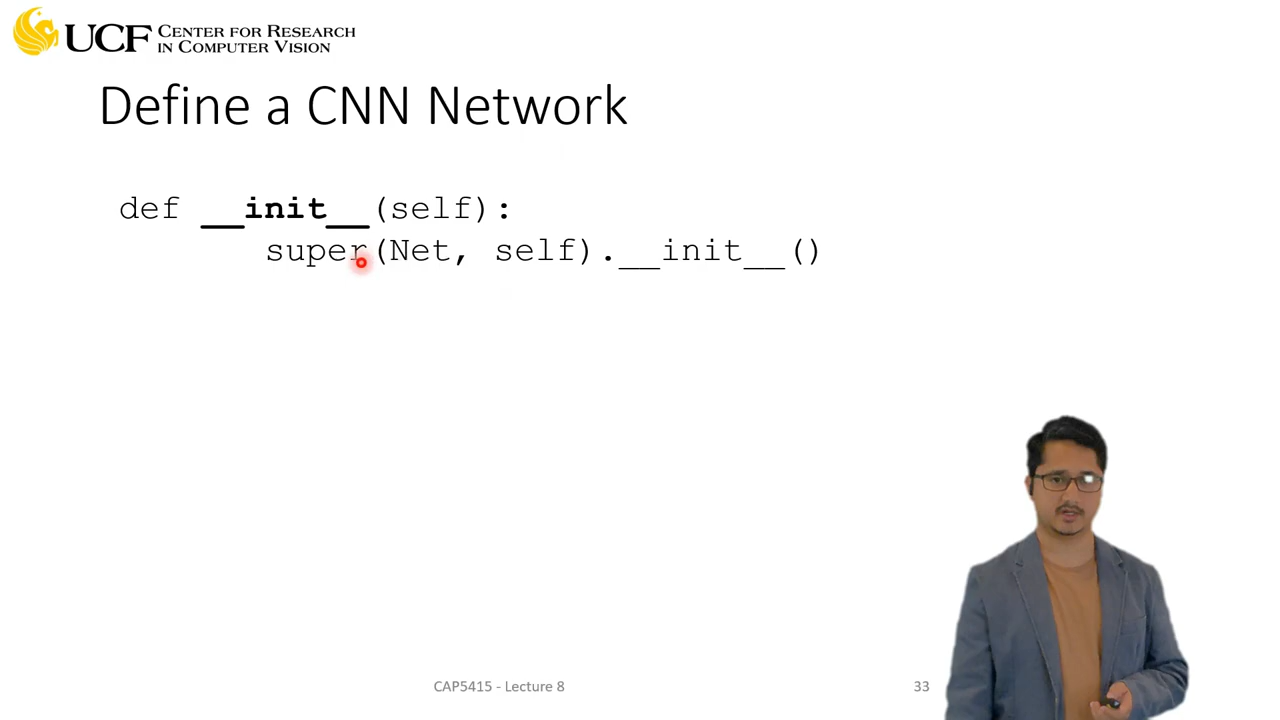 UCF CENTER FOR RESEARCH
IN COMPUTER VISION
Define a CNN Network
def __init__(self):
super(Net, self).__init__()
CAP5415 - Lecture 8
33